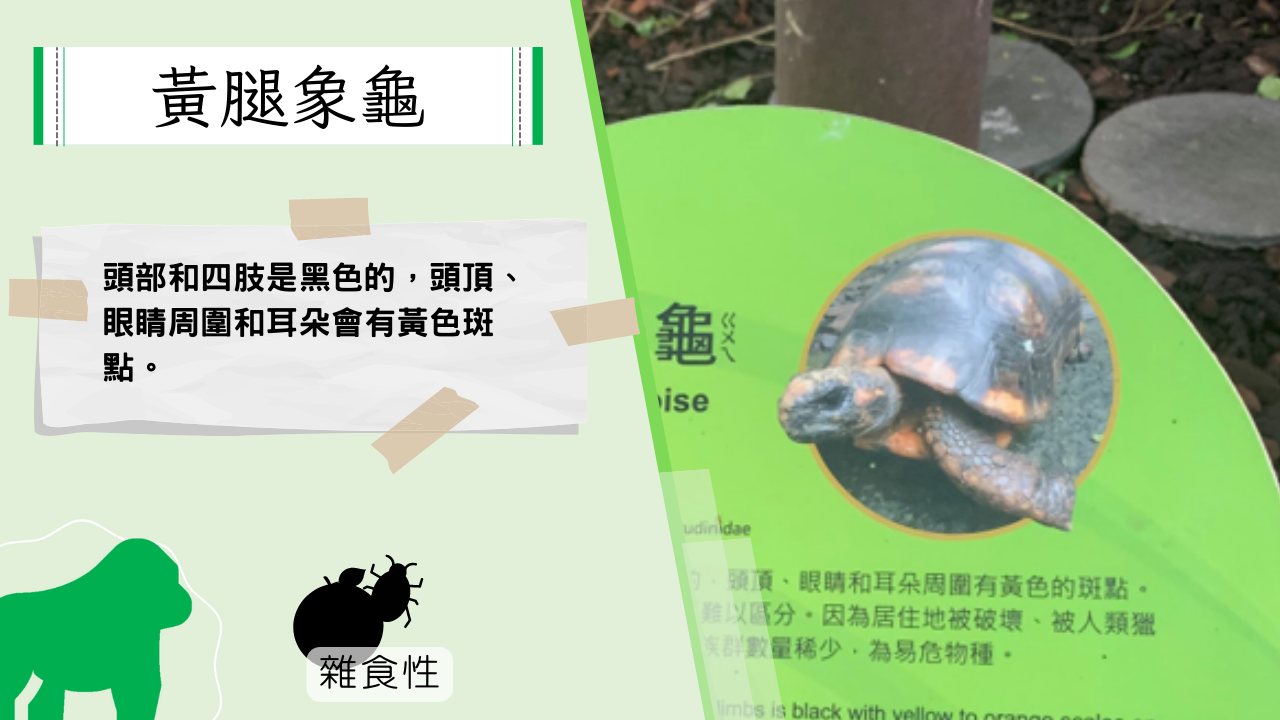 黃腿象龜
頭部和四肢是黑色的，頭頂、
眼睛周圍和耳朵會有黃色斑
點。
雜食性
龜 ㄍㄨㄟ
oise
udinidae
的，頭頂、眼睛和耳朵周圍有黃色的斑點。
難以區分。因為居住地被破壞、被人類獵
族群數量稀少，為易危物種。
limbs is black with yellow to orange scales